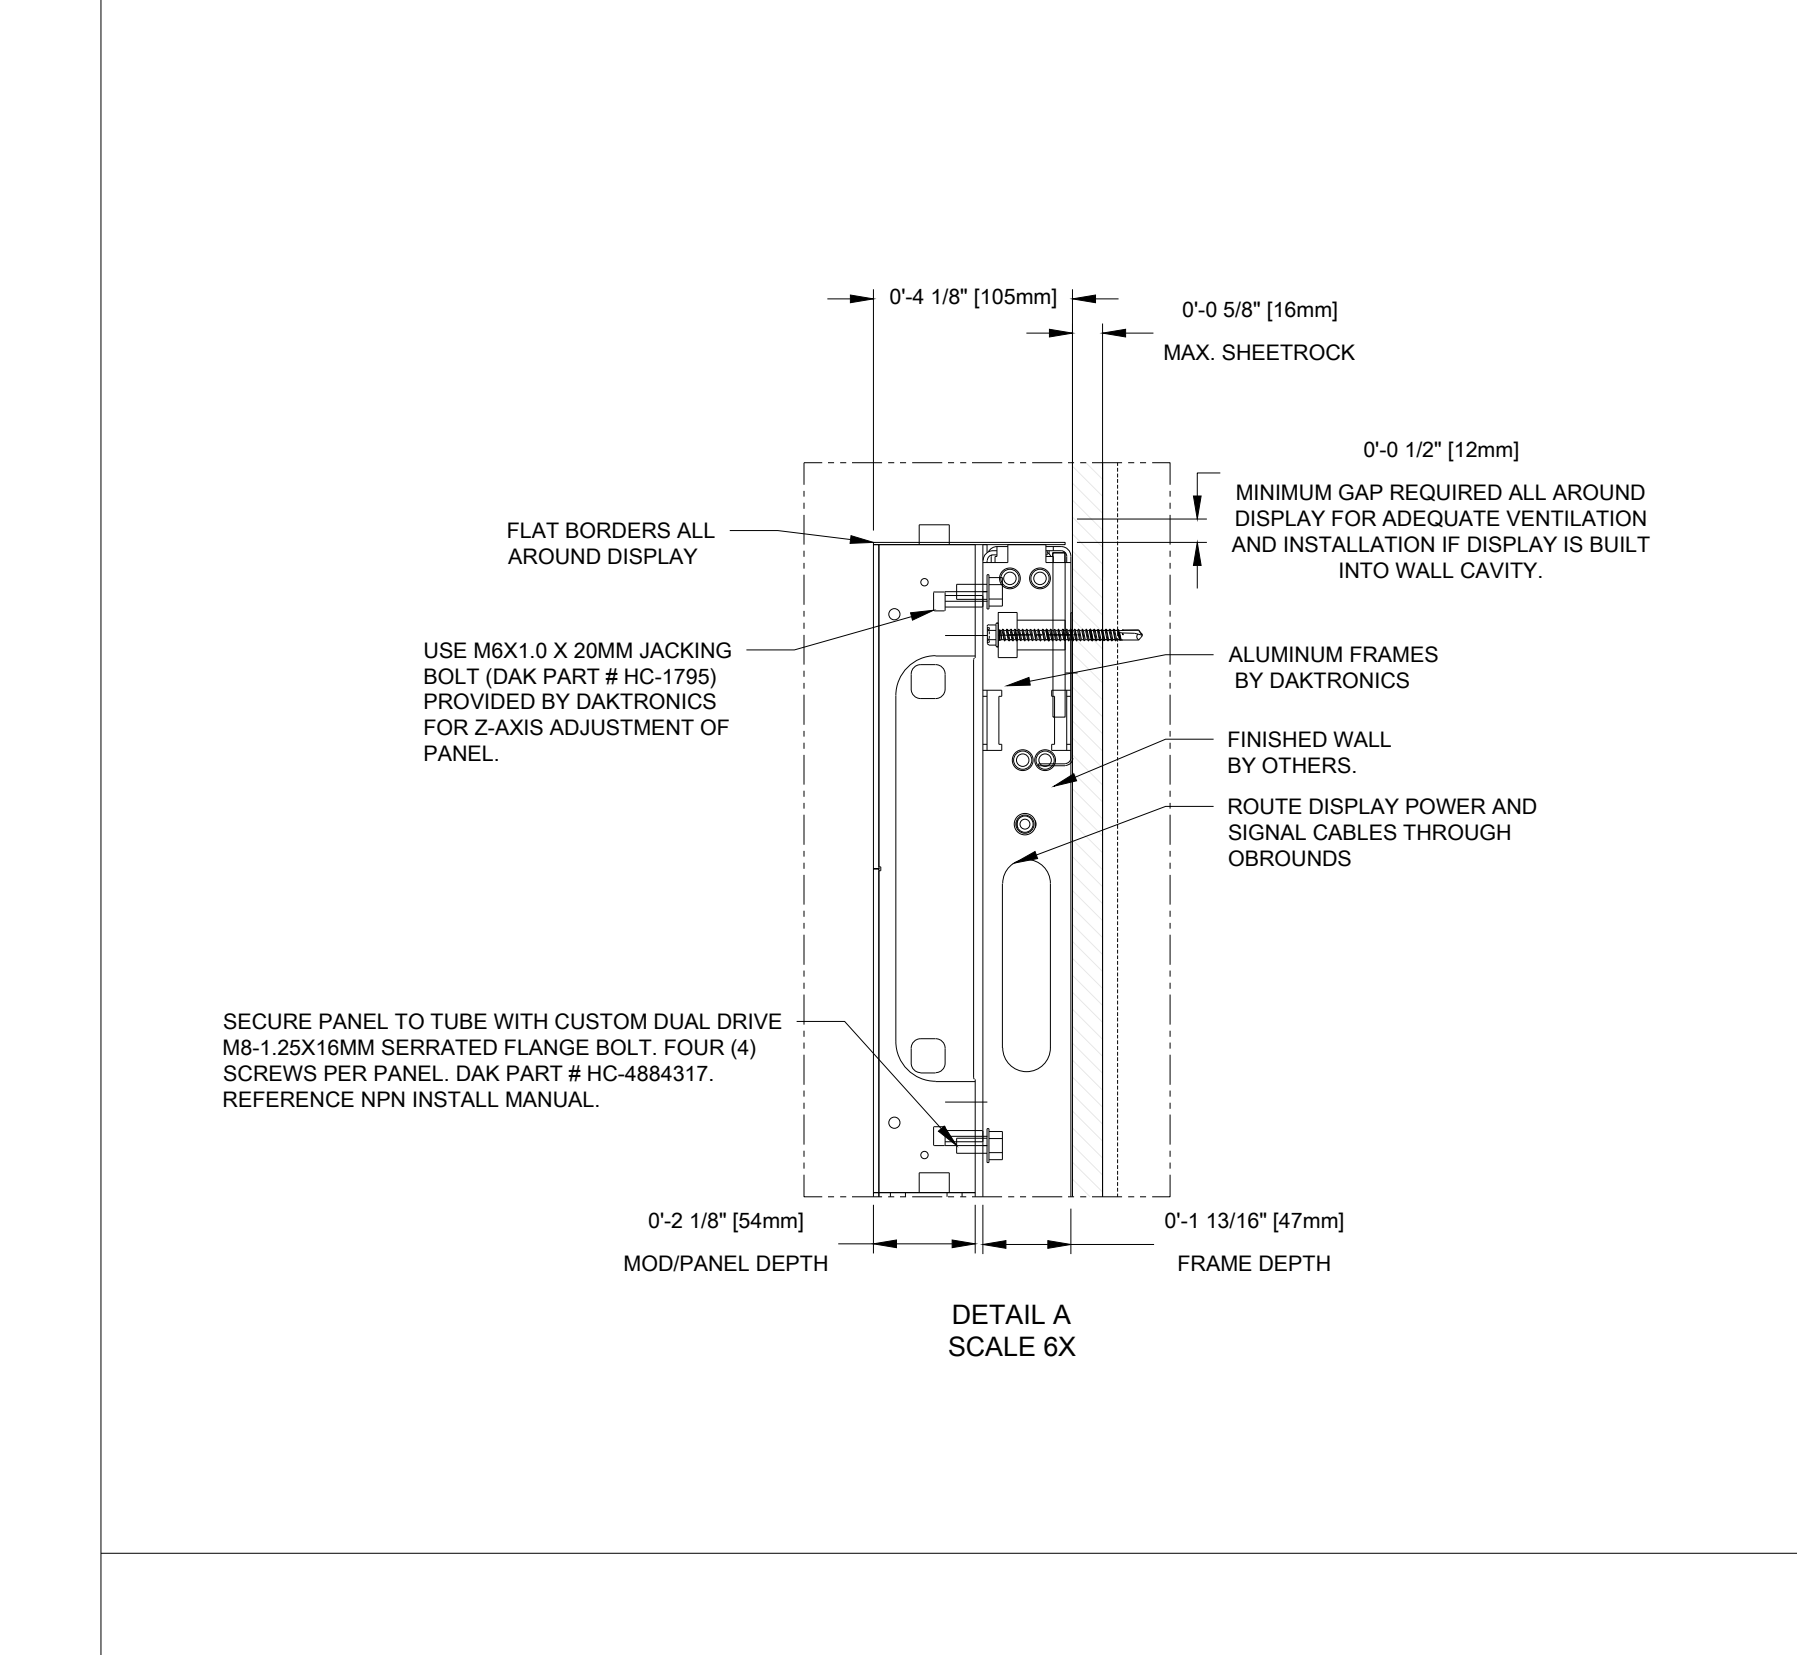 0'-4 1/8" [105mm]
0'-0 5/8" [16mm]
MAX. SHEETROCK
0'-0 1/2" [12mm]
MINIMUM GAP REQUIRED ALL AROUND
DISPLAY FOR ADEQUATE VENTILATION
AND INSTALLATION IF DISPLAY IS BUILT
INTO WALL CAVITY.
FLAT BORDERS ALL
AROUND DISPLAY
USE M6X1.0 X 20MM JACKING
BOLT (DAK PART # HC-1795)
PROVIDED BY DAKTRONICS
FOR Z-AXIS ADJUSTMENT OF
PANEL.
ALUMINUM FRAMES
BY DAKTRONICS
FINISHED WALL
BY OTHERS.
ROUTE DISPLAY POWER AND
SIGNAL CABLES THROUGH
OBROUNDS
SECURE PANEL TO TUBE WITH CUSTOM DUAL DRIVE
M8-1.25X16MM SERRATED FLANGE BOLT. FOUR (4)
SCREWS PER PANEL. DAK PART # HC-4884317.
REFERENCE NPN INSTALL MANUAL.
0'-2 1/8" [54mm]
MOD/PANEL DEPTH
0'-1 13/16" [47mm]
FRAME DEPTH
DETAIL A
SCALE 6X